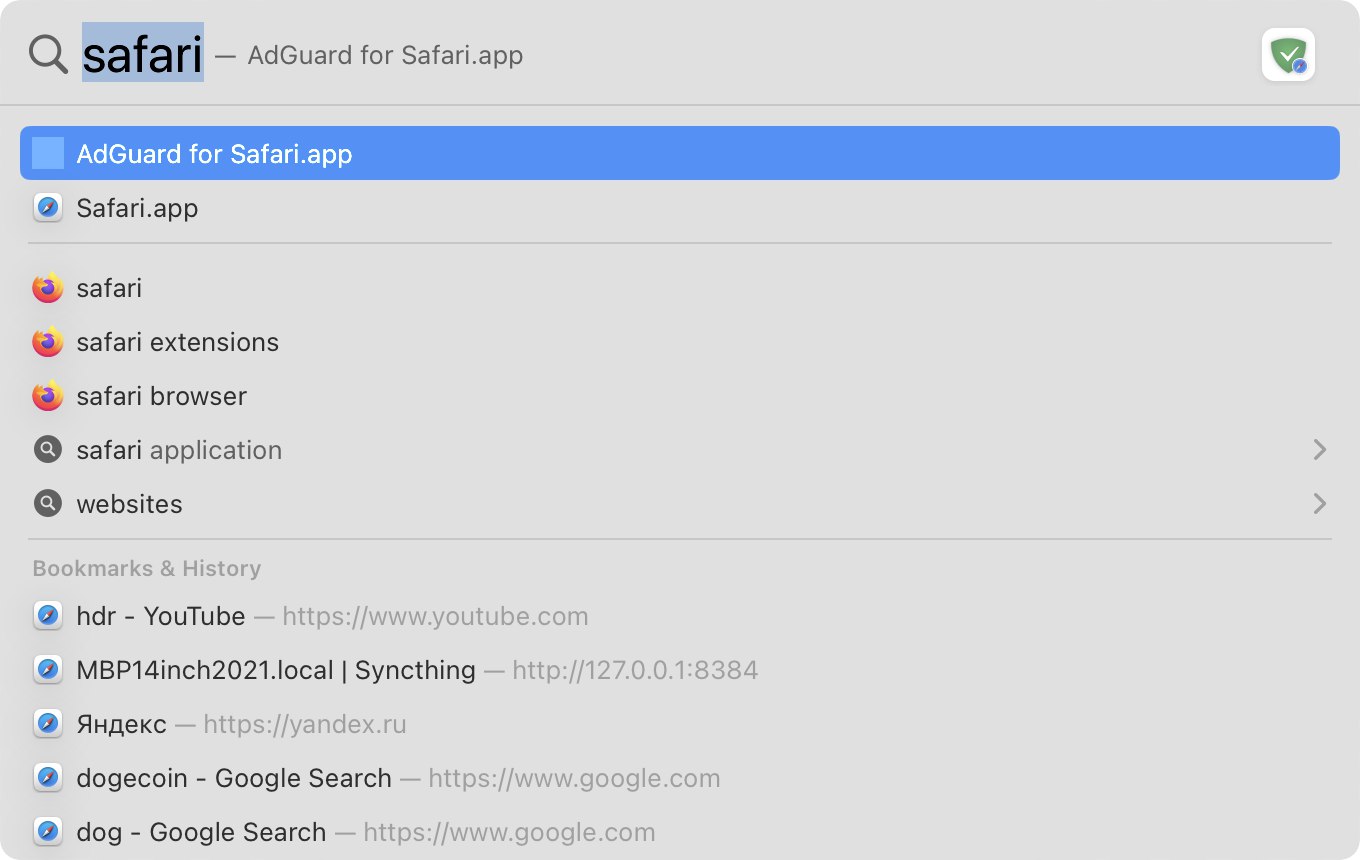 safari — AdGuard for Safari.app
AdGuard for Safari.app
Safari.app
safari
safari extensions
safari browser
safari application
websites
Bookmarks & History
hdr - YouTube — https://www.youtube.com
MBP14inch2021.local | Syncthing — http://127.0.0.1:8384
Яндекс — https://yandex.ru
dogecoin - Google Search — https://www.google.com
dog - Google Search — https://www.google.com